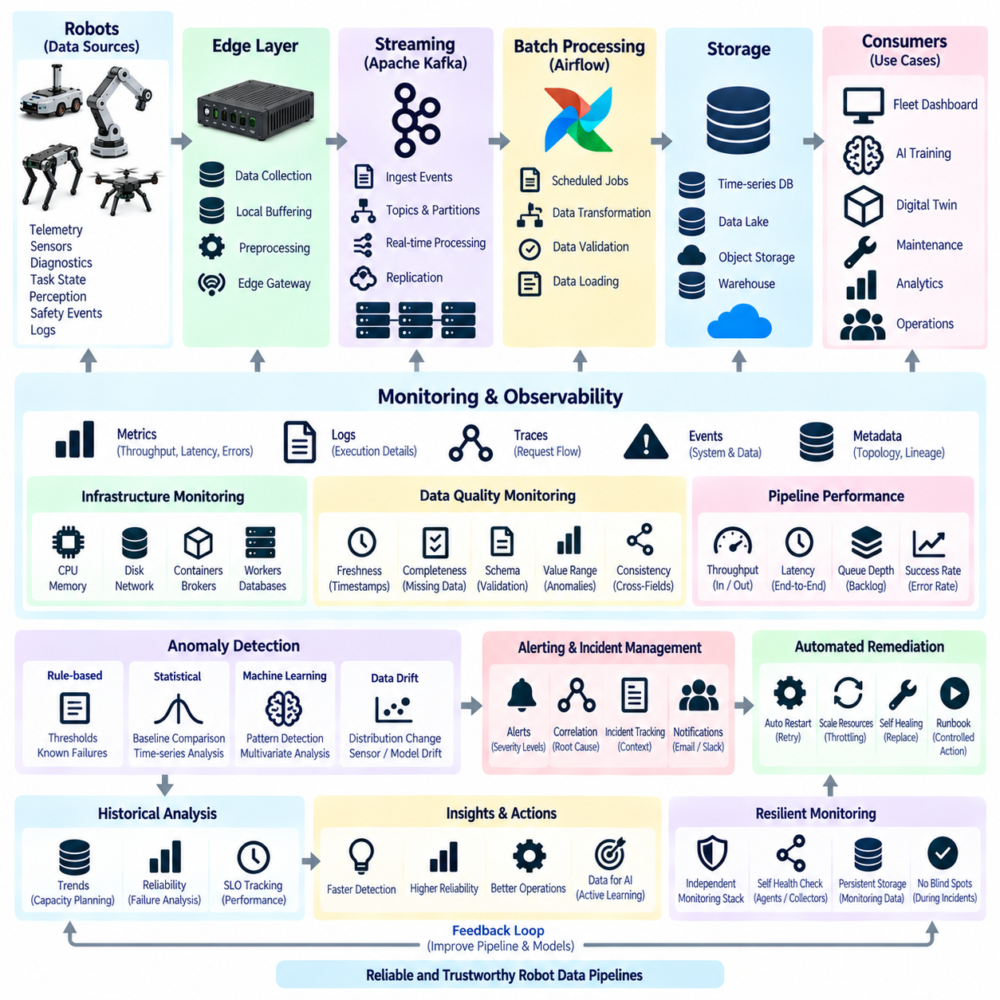 Robots
(Data Sources)
Telemetry
Sensors
Diagnostics
Task State
Perception
Safety Events
Logs
Edge Layer
Data Collection
Local Buffering
Preprocessing
Edge Gateway
Streaming
(Apache Kafka)
Ingest Events
Topics & Partitions
Real-time Processing
Replication
Batch Processing
(Airflow)
Scheduled Jobs
Data Transformation
Data Validation
Data Loading
Storage
Time-series DB
Data Lake
Object Storage
Warehouse
Consumers
(Use Cases)
Fleet Dashboard
AI Training
Digital Twin
Maintenance
Analytics
Operations
Monitoring & Observability
Metrics
(Throughput, Latency, Errors)
Logs
(Execution Details)
Traces
(Request Flow)
Events
(System & Data)
Metadata
(Topology, Lineage)
Infrastructure Monitoring
CPU
Memory
Disk
Network
Containers
Brokers
Workers
Databases
Data Quality Monitoring
Freshness
(Timestamps)
Completeness
(Missing Data)
Schema
(Validation)
Value Range
(Anomalies)
Consistency
(Cross-Fields)
Pipeline Performance
Throughput
(In / Out)
Latency
(End-to-End)
Queue Depth
(Backlog)
Success Rate
(Error Rate)
Anomaly Detection
Rule-based
Thresholds
Known Failures
Statistical
Baseline Comparison
Time-series Analysis
Machine Learning
Pattern Detection
Multivariate Analysis
Data Drift
Distribution Change
Sensor / Model Drift
Alerting & Incident Management
Alerts
(Severity Levels)
Correlation
(Root Cause)
Incident Tracking
(Context)
Notifications
(Email / Slack)
Automated Remediation
Auto Restart
(Retry)
Scale Resources
(Throttling)
Self Healing
(Replace)
Runbook
(Controlled
Action)
Historical Analysis
Trends
(Capacity Planning)
Reliability
(Failure Analysis)
SLO Tracking
(Performance)
Insights & Actions
Faster Detection
Higher Reliability
Better Operations
Data for AI
(Active Learning)
Resilient Monitoring
Independent
Monitoring Stack
Self Health Check
(Agents / Collectors)
Persistent Storage
(Monitoring Data)
No Blind Spots
(During Incidents)
Feedback Loop
(Improve Pipeline & Models)
Reliable and Trustworthy Robot Data Pipelines